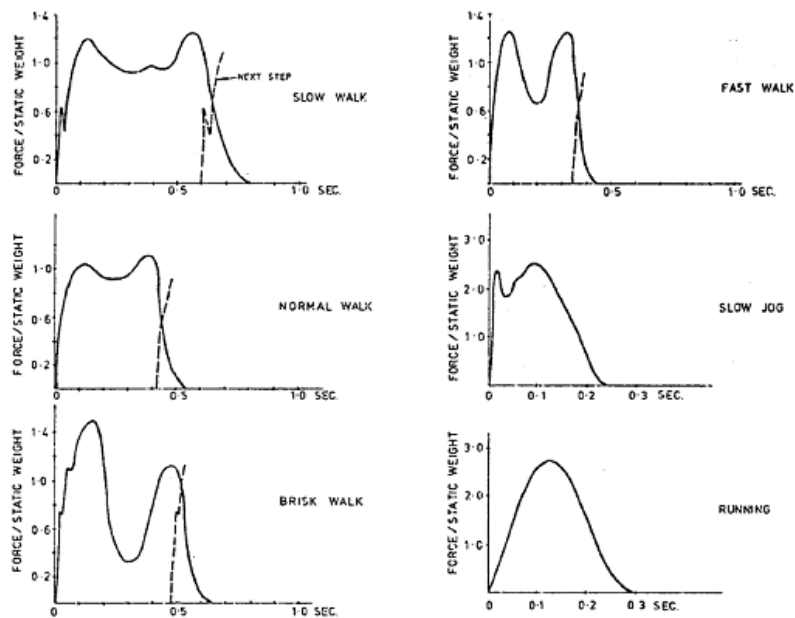 FORCE/STATIC WEIGHT
1·4
1·0
0·6
0·2
0
0·5
1·0 SEC.
NEXT STEP
SLOW WALK
FORCE/STATIC WEIGHT
1·4
1·0
0·6
0·2
0
0·5
1·0 SEC.
FAST WALK
FORCE/STATIC WEIGHT
1·0
0·6
0·2
0
0·5
1·0 SEC.
NORMAL WALK
FORCE/STATIC WEIGHT
3·0
2·0
1·0
0
0·1
0·2
0·3 SEC.
SLOW JOG
FORCE/STATIC WEIGHT
1·4
1·0
0·6
0·2
0
0·5
1·0 SEC.
BRISK WALK
FORCE/STATIC WEIGHT
3·0
2·0
1·0
0
0·1
0·2
0·3 SEC.
RUNNING